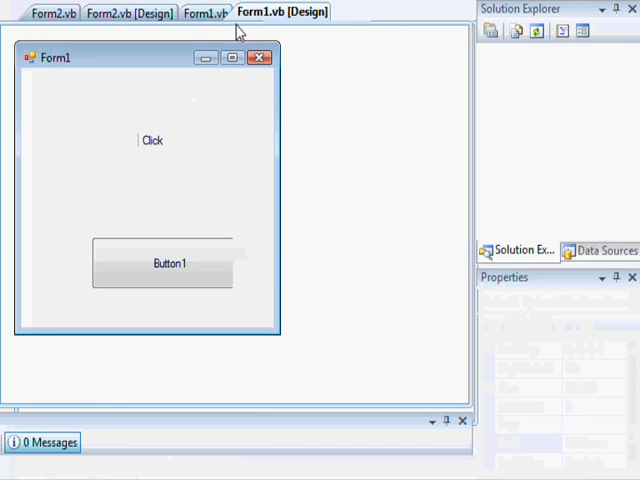 Form2.vb Form2.vb [Design] Form1.vb Form1.vb [Design]
Solution Explorer
Form1
Click
Button1
Solution Ex... Data Sources
Properties
0 Messages